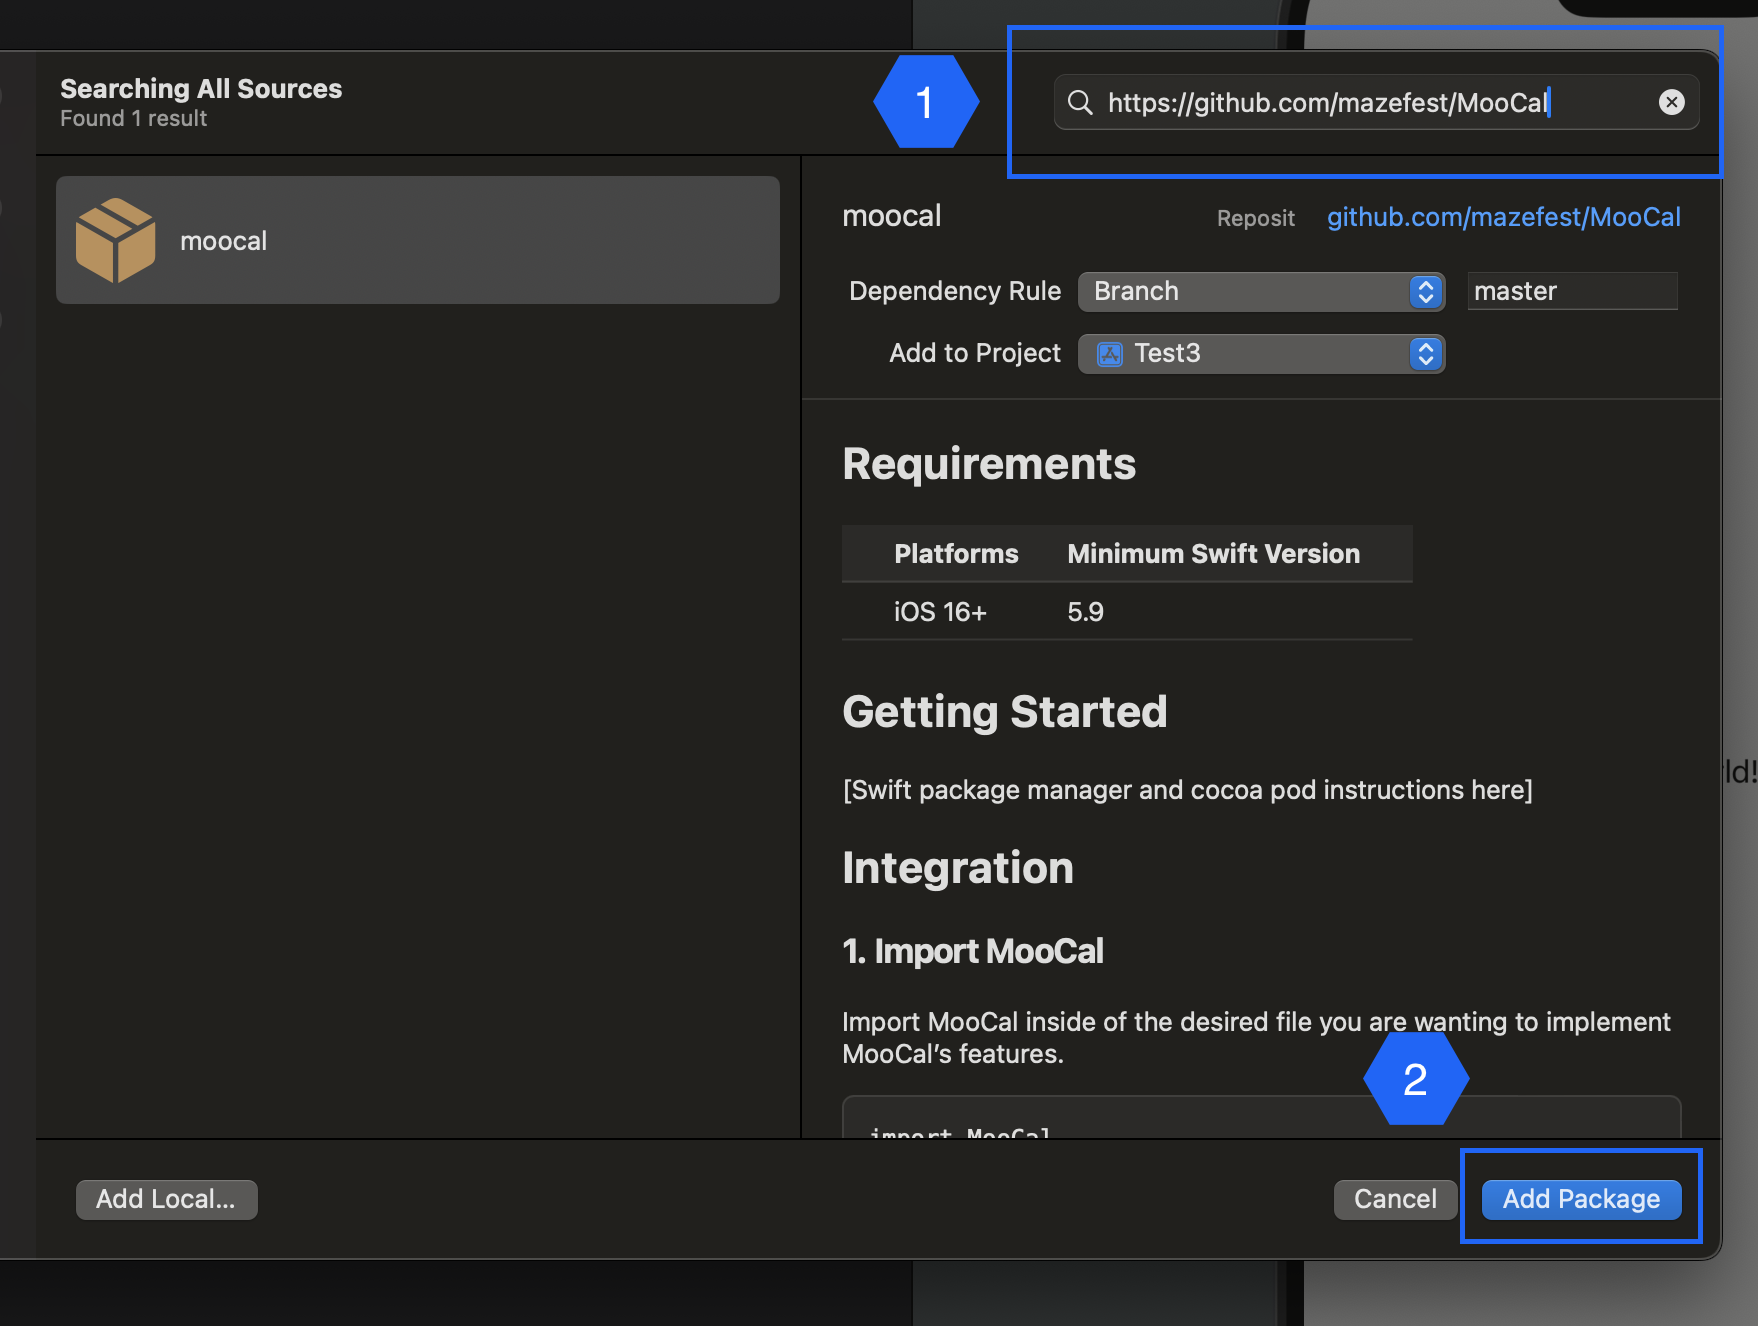 Searching All Sources
Found 1 result
1
https://github.com/mazefest/MooCal
moocal
moocal
Reposit
github.com/mazefest/MooCal
Dependency Rule
Branch
master
Add to Project
Test3
Requirements
Platforms
Minimum Swift Version
iOS 16+
5.9
Getting Started
[Swift package manager and cocoa pod instructions here]
Integration
1. Import MooCal
Import MooCal inside of the desired file you are wanting to implement
MooCal’s features.
2
import MooCal
rld!
Add Local...
Cancel
Add Package